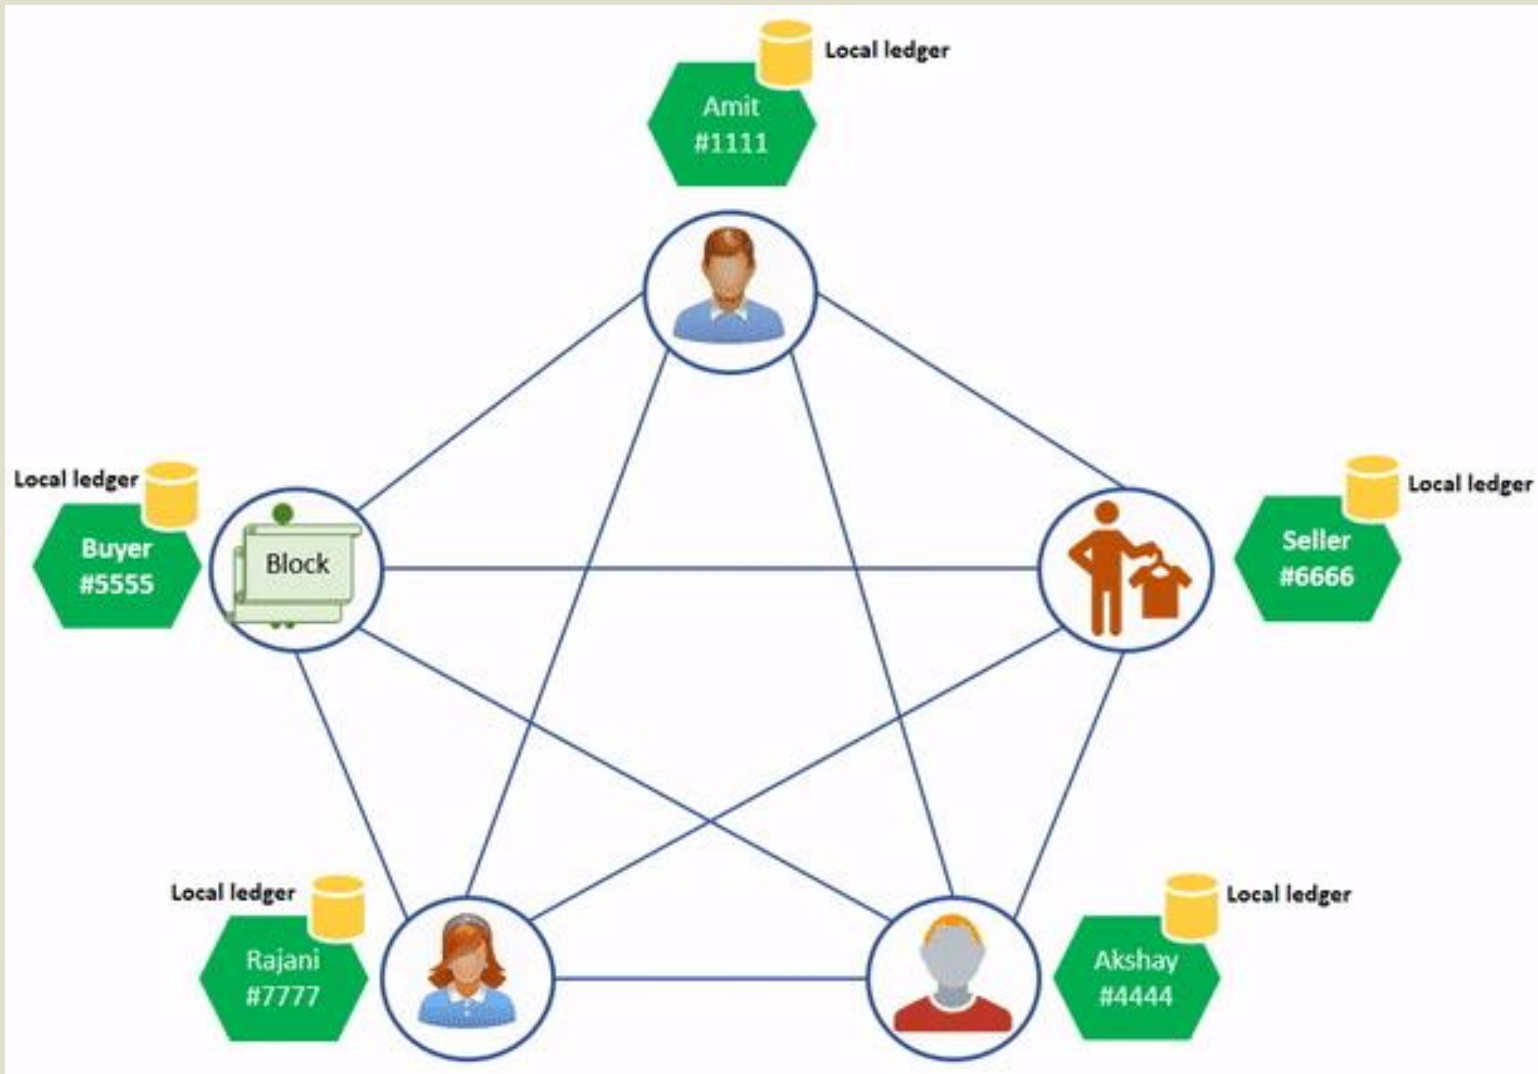 Local ledger
Amit
#1111
Local ledger
Buyer
#5555
Block
Local ledger
Seller
#6666
Local ledger
Rajani
#7777
Local ledger
Akshay
#4444